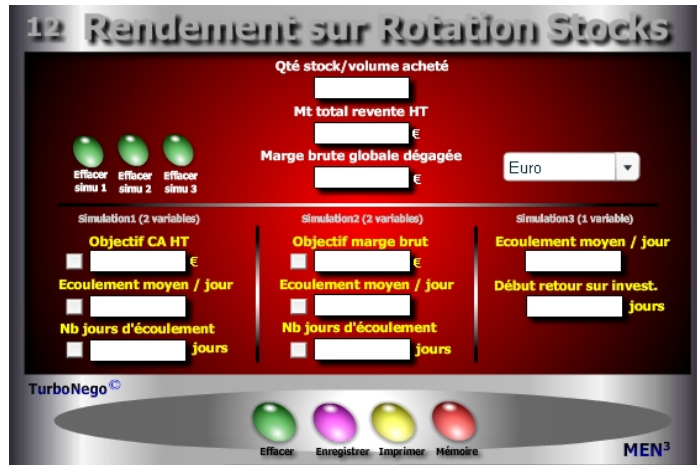 12 Rendement sur Rotation Stocks
Qté stock/volume acheté
Mt total revente HT
€
Marge brute globale dégagée
€
Effacer simu 1
Effacer simu 2
Effacer simu 3
Euro
Simulation1 (2 variables)
Objectif CA HT
€
Ecoulement moyen / jour
Nb jours d'écoulement
jours
Simulation2 (2 variables)
Objectif marge brut
€
Ecoulement moyen / jour
Nb jours d'écoulement
jours
Simulation3 (1 variable)
Ecoulement moyen / jour
Début retour sur invest.
jours
TurboNego©
Effacer
Enregistrer
Imprimer
Mémoire
MEN³